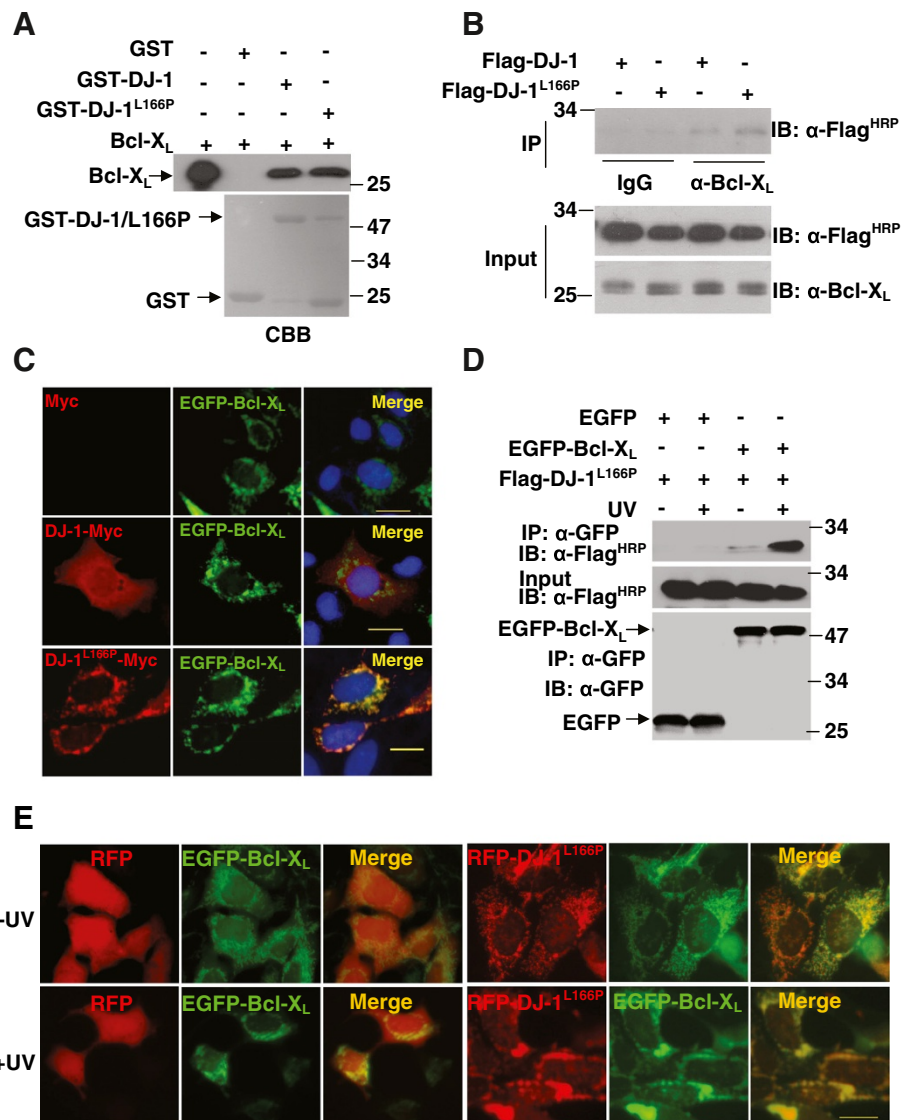 A
GST - + - -
GST-DJ-1 - - + -
GST-DJ-1L166P - - - +
Bcl-XL + + + +
Bcl-XL
25
GST-DJ-1/L166P
47
34
GST
25
CBB
B
Flag-DJ-1 + - + -
Flag-DJ-1L166P - + - +
34
IP
IB: α-FlagHRP
IgG α-Bcl-XL
34
Input
IB: α-FlagHRP
25
IB: α-Bcl-XL
C
Myc EGFP-Bcl-XL Merge
DJ-1-Myc EGFP-Bcl-XL Merge
DJ-1L166P-Myc EGFP-Bcl-XL Merge
D
EGFP + + - -
EGFP-Bcl-XL - - + +
Flag-DJ-1L166P + + + +
UV - + - +
IP: α-GFP
IB: α-FlagHRP
34
Input
IB: α-FlagHRP
34
EGFP-Bcl-XL
47
IP: α-GFP
IB: α-GFP
34
EGFP
25
E
-UV
RFP EGFP-Bcl-XL Merge RFP-DJ-1L166P Merge
+UV
RFP EGFP-Bcl-XL Merge RFP-DJ-1L166P EGFP-Bcl-XL Merge